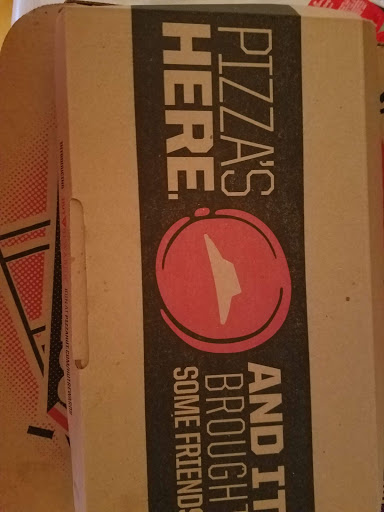 PIZZA'S
HERE.
AND IT
BROUGHT
SOME FRIENDS